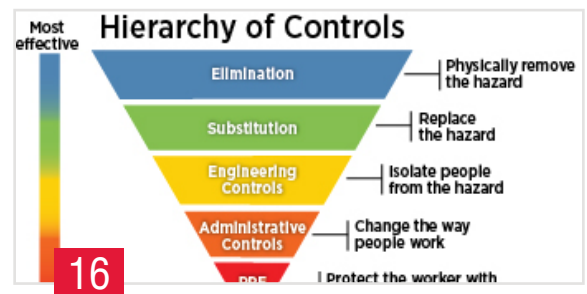 Hierarchy of Controls
Most
effective
Elimination
Physically remove
the hazard
Substitution
Replace
the hazard
Engineering
Controls
Isolate people
from the hazard
Administrative
Controls
Change the way
people work
PPE
Protect the worker with
16